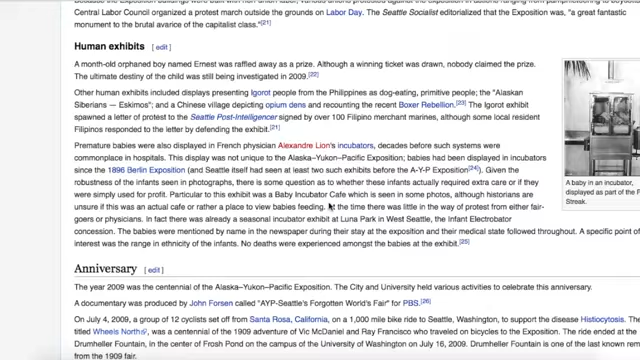 Central Labor Council organized a protest march outside the grounds on Labor Day. The Seattle Socialist editorialized that the Exposition was, "a great fantastic
monument to the brutal avarice of the capitalist class."[21]
Human exhibits [ edit ]
A month-old orphaned boy named Ernest was raffled away as a prize. Although a winning ticket was drawn, nobody claimed the prize.
The ultimate destiny of the child was still being investigated in 2009.[22]
Other human exhibits included displays presenting Igorot people from the Philippines as dog-eating, primitive people; the "Alaskan
Siberians — Eskimos"; and a Chinese village depicting opium dens and recounting the recent Boxer Rebellion.[23] The Igorot exhibit
spawned a letter of protest to the Seattle Post-Intelligencer signed by over 100 Filipino merchant marines, although some local resident
Filipinos responded to the letter by defending the exhibit.[21]
Premature babies were also displayed in French physician Alexandre Lion's incubators, decades before such systems were
commonplace in hospitals. This display was not unique to the Alaska–Yukon–Pacific Exposition; babies had been displayed in incubators
since the 1896 Berlin Exposition (and Seattle itself had seen at least two such exhibits before the A-Y-P Exposition[24]). Given the
robustness of the infants seen in photographs, there is some question as to whether these infants actually required extra care or if they
were simply used for profit. Particular to this exhibit was a Baby Incubator Cafe which is seen in some photos, although historians are
unsure if this was an actual cafe or rather a place to view babies feeding. At the time there was little in the way of protest from either fair-
goers or physicians. In fact there was already a seasonal incubator exhibit at Luna Park in West Seattle, the Infant Electrobator
concession. The babies were mentioned by name in the newspaper during their stay at the exposition and their medical state followed throughout. A specific point of
interest was the range in ethnicity of the infants. No deaths were experienced amongst the babies at the exhibit.[25]
A baby in an incubator,
displayed as part of the P
Streak.
Anniversary [ edit ]
The year 2009 was the centennial of the Alaska–Yukon–Pacific Exposition. The City and University held various activities to celebrate this anniversary.
A documentary was produced by John Forsen called "AYP-Seattle's Forgotten World's Fair" for PBS.[26]
On July 4, 2009, a group of 12 cyclists set off from Santa Rosa, California, on a 1,000 mile bike ride to Seattle, Washington, to support the disease Histiocytosis. The
titled Wheels North, was a centennial of the 1909 adventure of Vic McDaniel and Ray Francisco who traveled on bicycles to the Exposition. The ride ended at the
Drumheller Fountain, in the center of Frosh Pond on the campus of the University of Washington on July 16, 2009. Drumheller Fountain, is one of the last known rem
from the 1909 fair.